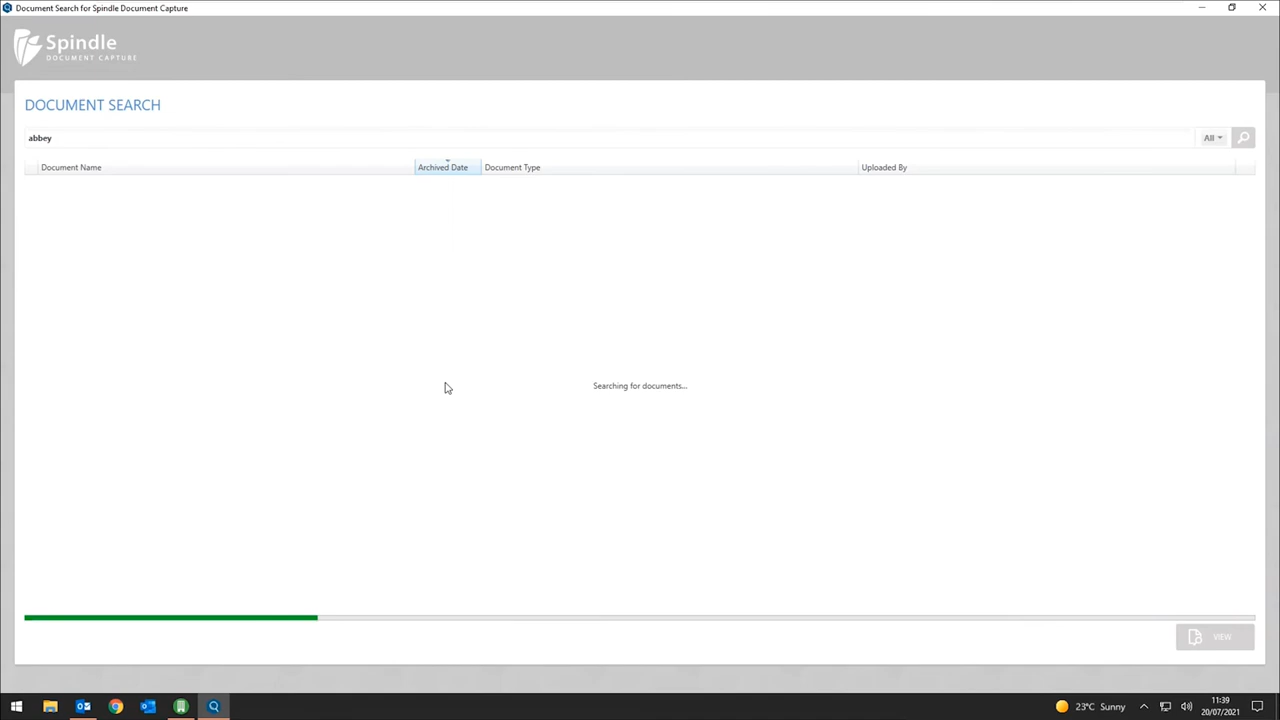 Document Search for Spindle Document Capture
Spindle
DOCUMENT CAPTURE
DOCUMENT SEARCH
abbey
All
Document Name
Archived Date
Document Type
Uploaded By
Searching for documents...
VIEW
23°C Sunny
11:39
20/07/2021